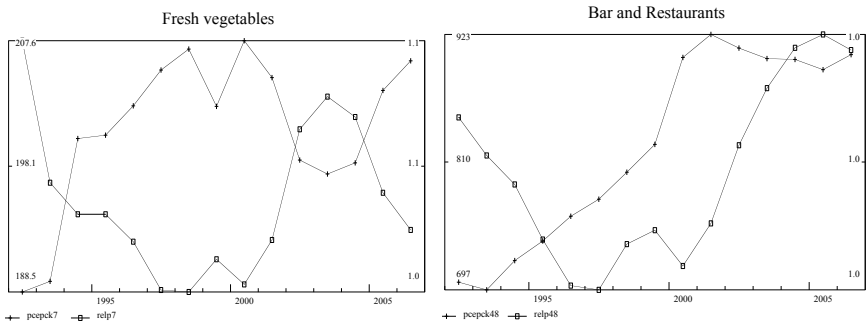 Fresh vegetables
207.6 1.1
198.1 1.1
188.5 1.0
1995 2000 2005
pcepck7 relp7
Bar and Restaurants
923 1.0
810 1.0
697 1.0
1995 2000 2005
pcepck48 relp48